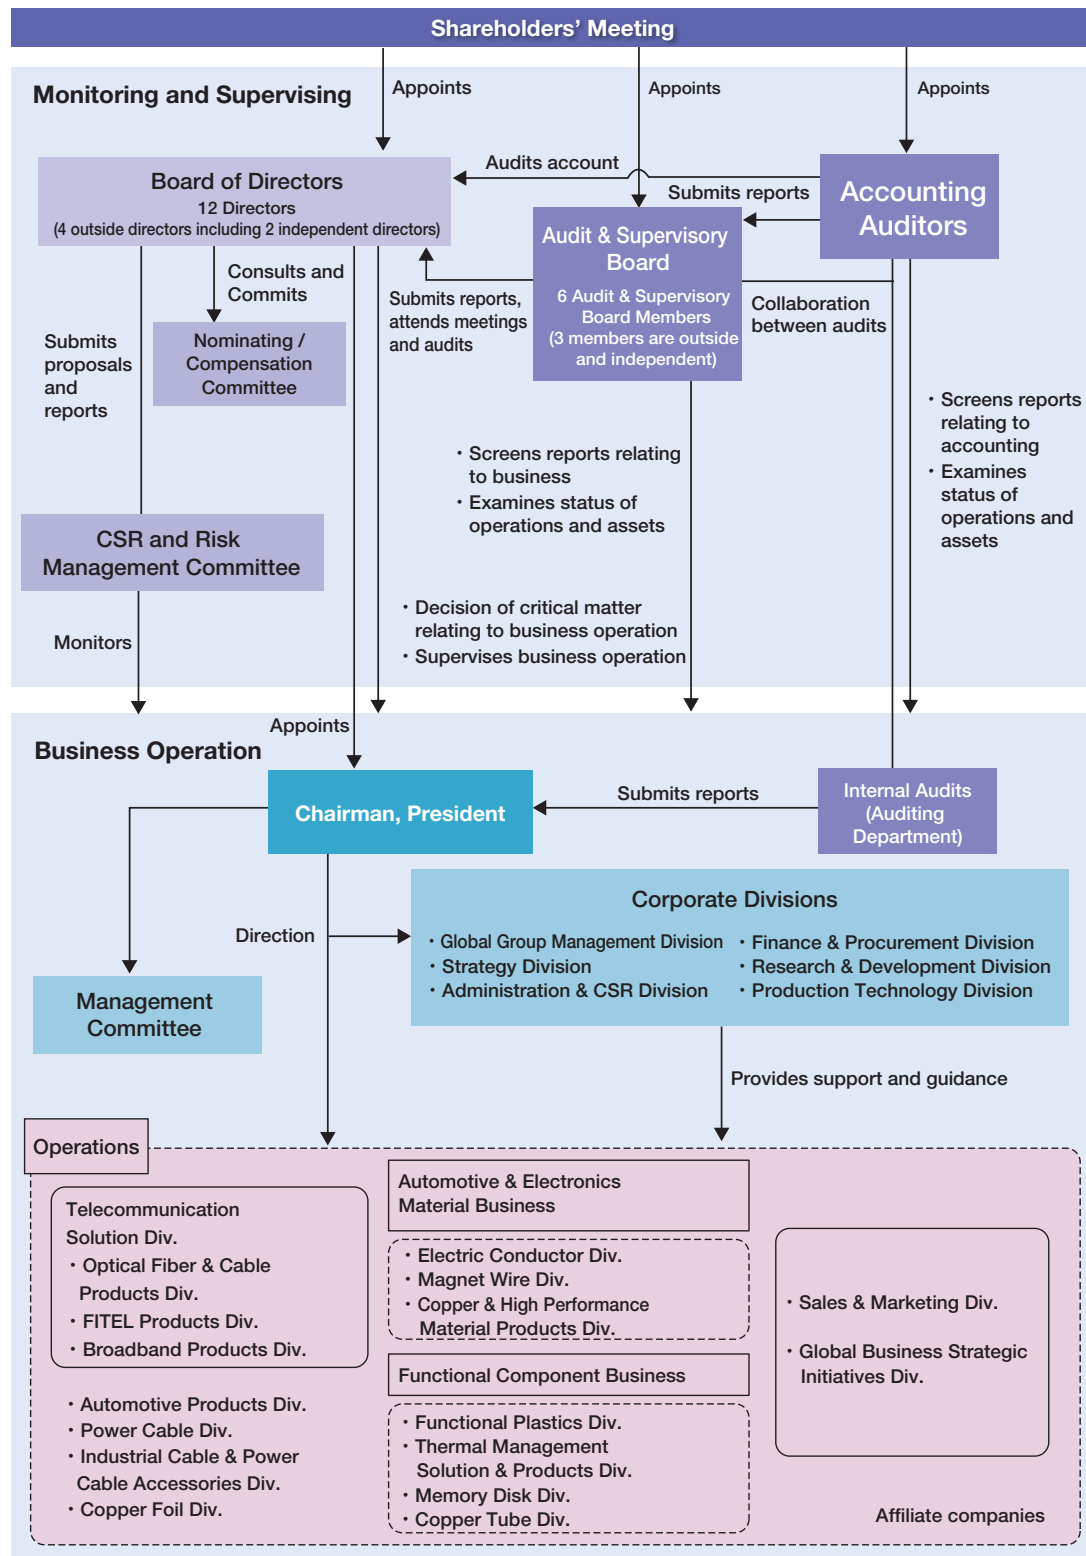 Shareholders’ Meeting
Monitoring and Supervising
Appoints
Appoints
Appoints
Board of Directors
12 Directors
(4 outside directors including 2 independent directors)
Audits account
Submits reports
Accounting
Auditors
Audit & Supervisory
Board
6 Audit & Supervisory
Board Members
(3 members are outside
and independent)
Consults and
Commits
Submits reports,
attends meetings
and audits
Collaboration
between audits
Submits
proposals
and
reports
Nominating /
Compensation
Committee
・Screens reports
relating to
accounting
・Examines
status of
operations and
assets
・Screens reports relating
to business
・Examines status of
operations and assets
CSR and Risk
Management Committee
・Decision of critical matter
relating to business operation
・Supervises business operation
Monitors
Business Operation
Appoints
Chairman, President
Submits reports
Internal Audits
(Auditing
Department)
Direction
Corporate Divisions
・Global Group Management Division
・Strategy Division
・Administration & CSR Division
・Finance & Procurement Division
・Research & Development Division
・Production Technology Division
Management
Committee
Provides support and guidance
Operations
Telecommunication
Solution Div.
・Optical Fiber & Cable
Products Div.
・FITEL Products Div.
・Broadband Products Div.
・Automotive Products Div.
・Power Cable Div.
・Industrial Cable & Power
Cable Accessories Div.
・Copper Foil Div.
Automotive & Electronics
Material Business
・Electric Conductor Div.
・Magnet Wire Div.
・Copper & High Performance
Material Products Div.
Functional Component Business
・Functional Plastics Div.
・Thermal Management
Solution & Products Div.
・Memory Disk Div.
・Copper Tube Div.
・Sales & Marketing Div.
・Global Business Strategic
Initiatives Div.
Affiliate companies